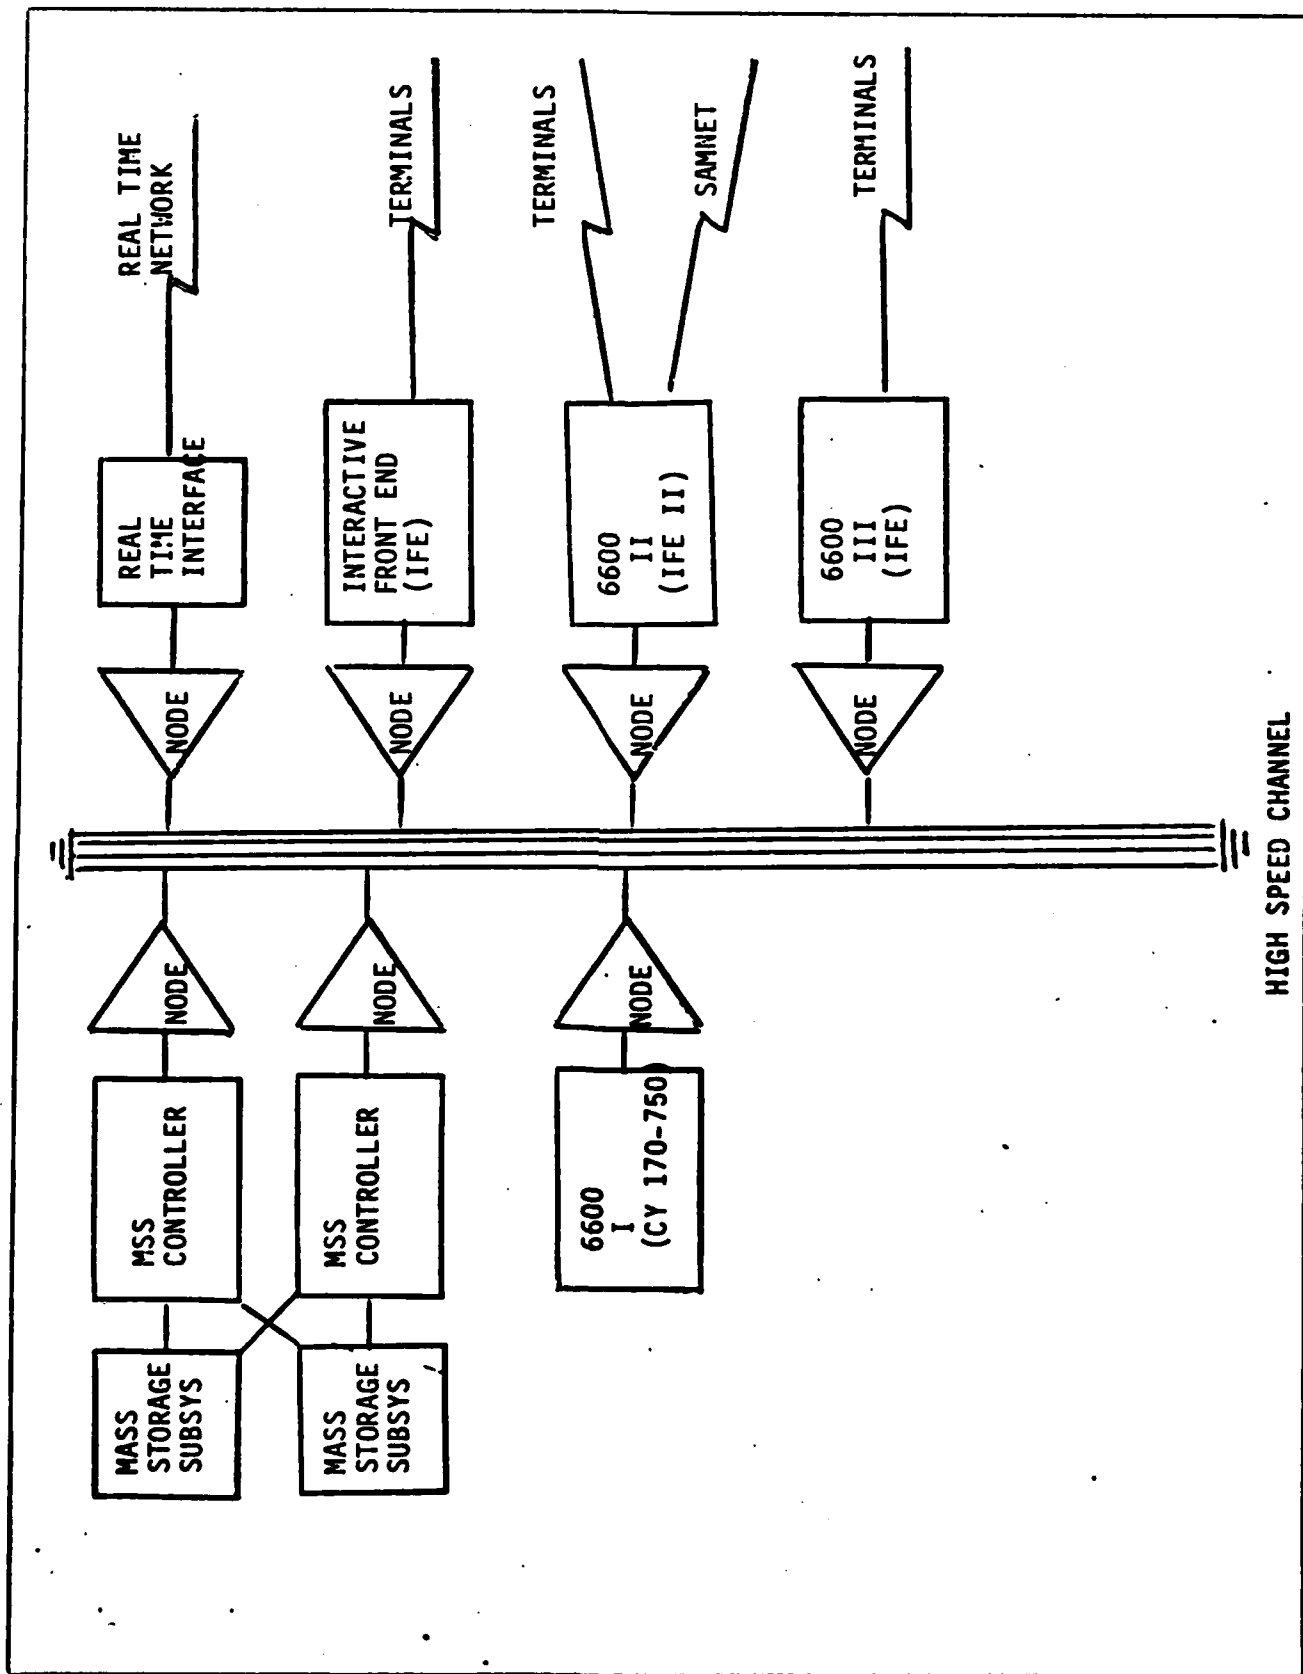 MASS
STORAGE
SUBSYS
MSS
CONTROLLER
NODE
NODE
REAL
TIME
INTERFACE
REAL TIME
NETWORK
MASS
STORAGE
SUBSYS
MSS
CONTROLLER
NODE
NODE
INTERACTIVE
FRONT END
(IFE)
TERMINALS
6600
I
(CY 170-750)
NODE
NODE
6600
II
(IFE II)
TERMINALS
SAMNET
NODE
6600
III
(IFE)
TERMINALS
HIGH SPEED CHANNEL